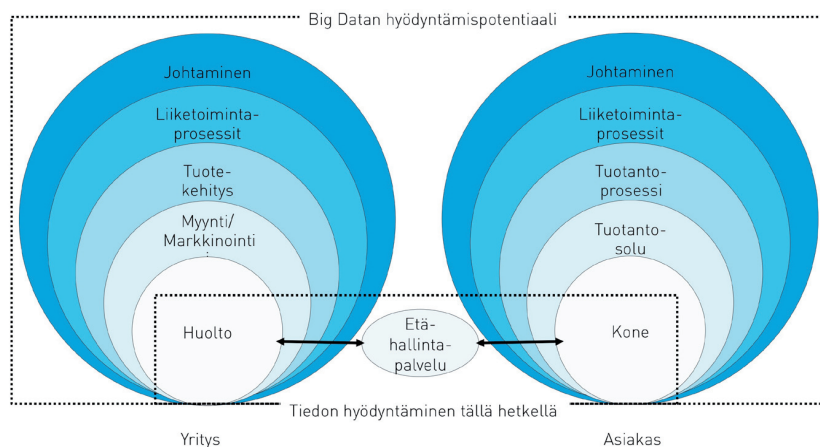 Big Datan hyödyntämispotentiaali
Johtaminen
Liiketoiminta-
prosessit
Tuote-
kehitys
Myynti/
Markkinointi
Huolto
Etä-
hallinta-
palvelu
Johtaminen
Liiketoiminta-
prosessit
Tuotanto-
prosessi
Tuotanto-
solu
Kone
Tiedon hyödyntäminen tällä hetkellä
Yritys
Asiakas